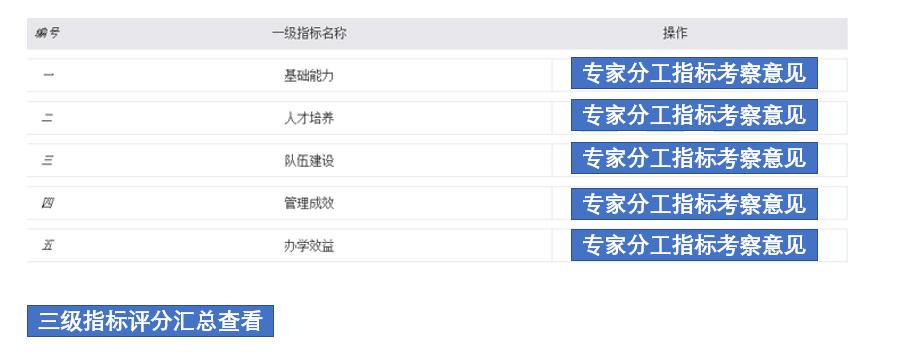 编号 一级指标名称 操作
一 基础能力 专家分工指标考察意见
二 人才培养 专家分工指标考察意见
三 队伍建设 专家分工指标考察意见
四 管理成效 专家分工指标考察意见
五 办学效益 专家分工指标考察意见
三级指标评分汇总查看